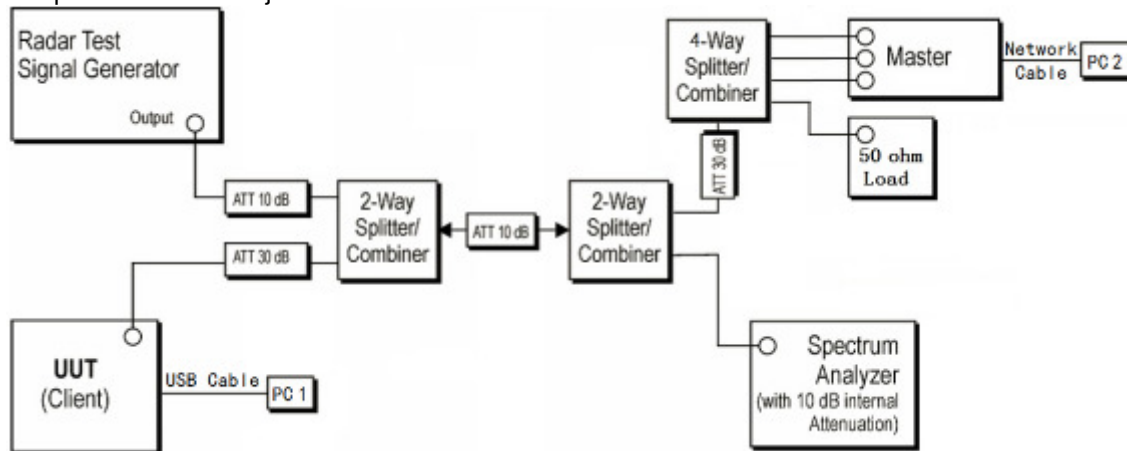 Radar Test
Signal Generator
Output
4-Way
Splitter/
Combiner
Master
Network
Cable
PC 2
50 ohm
Load
ATT 30 dB
ATT 10 dB
2-Way
Splitter/
Combiner
ATT 10 dB
2-Way
Splitter/
Combiner
ATT 30 dB
UUT
(Client)
USB Cable
PC 1
Spectrum
Analyzer
(with 10 dB internal
Attenuation)